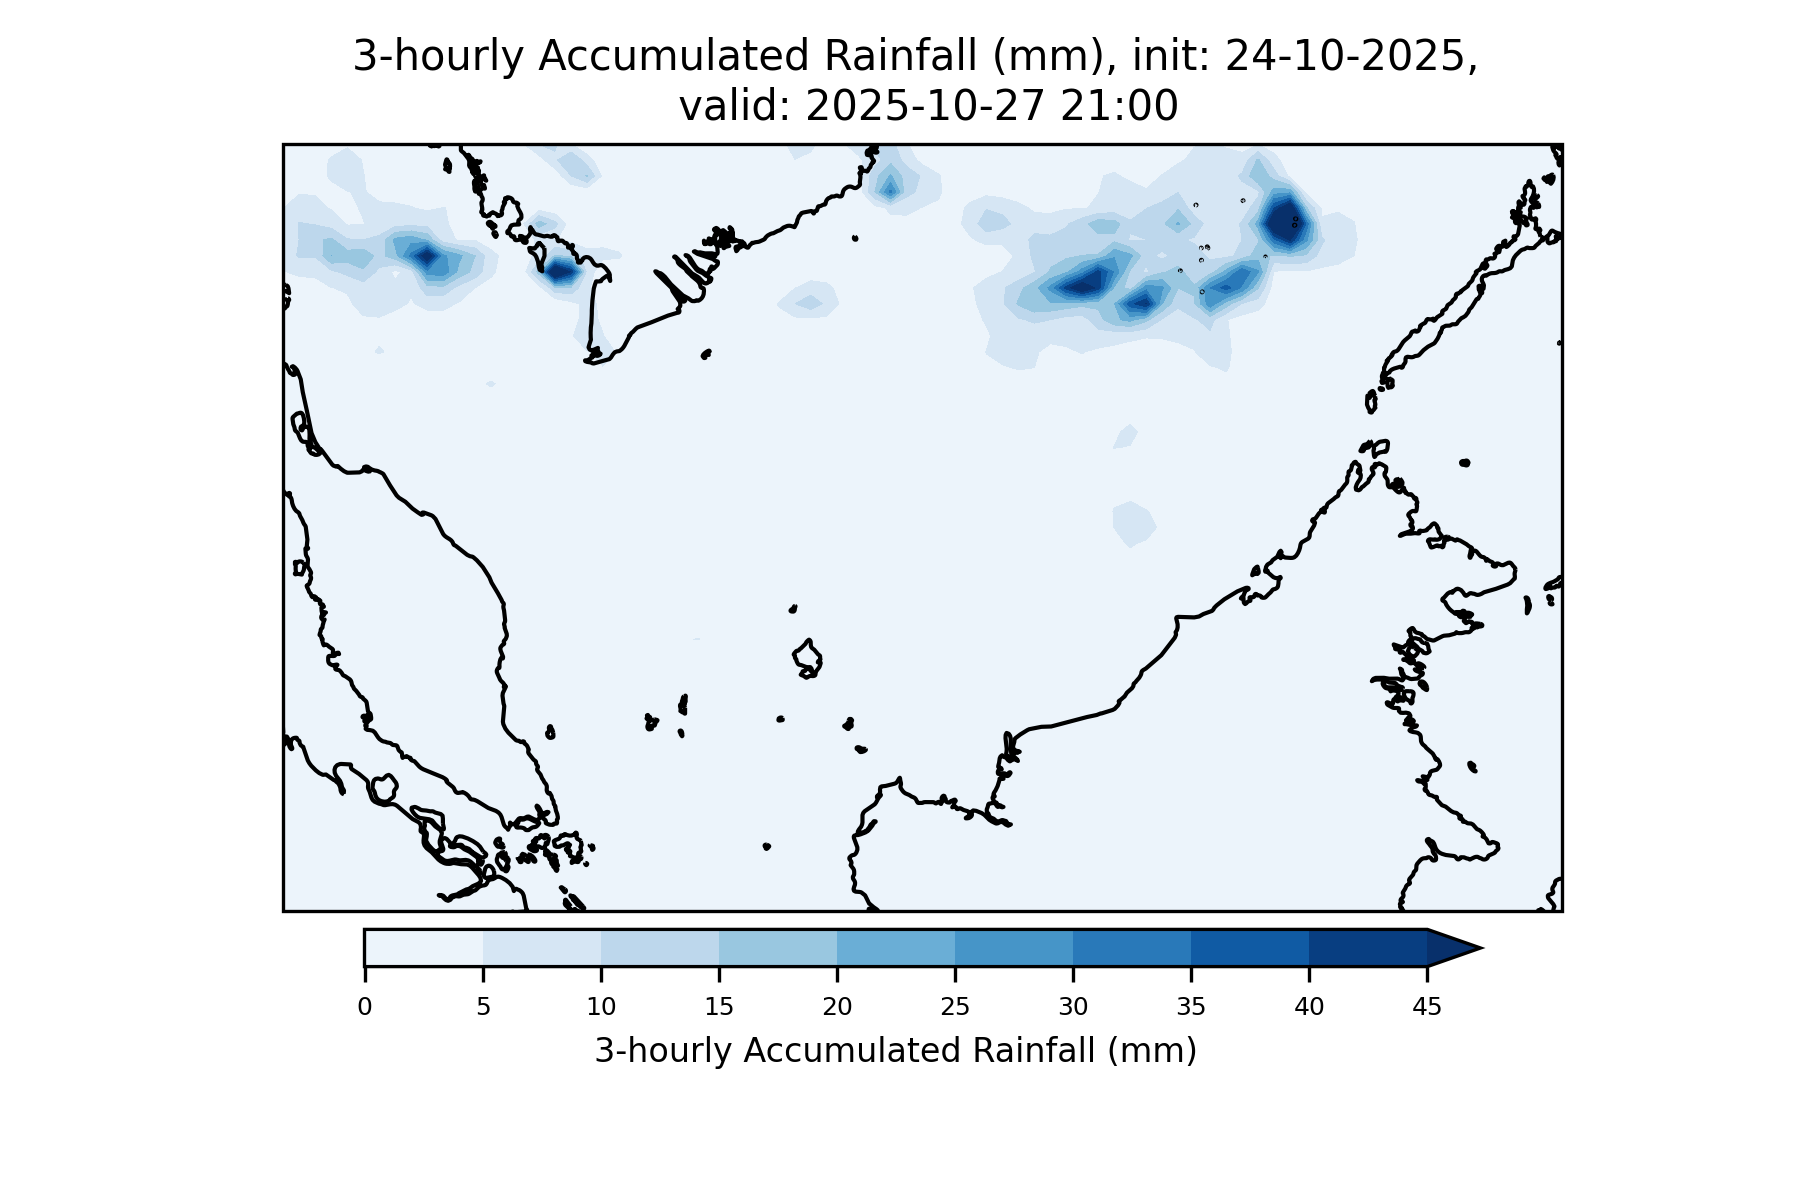 3-hourly Accumulated Rainfall (mm), init: 24-10-2025,
valid: 2025-10-27 21:00
0 5 10 15 20 25 30 35 40 45
3-hourly Accumulated Rainfall (mm)